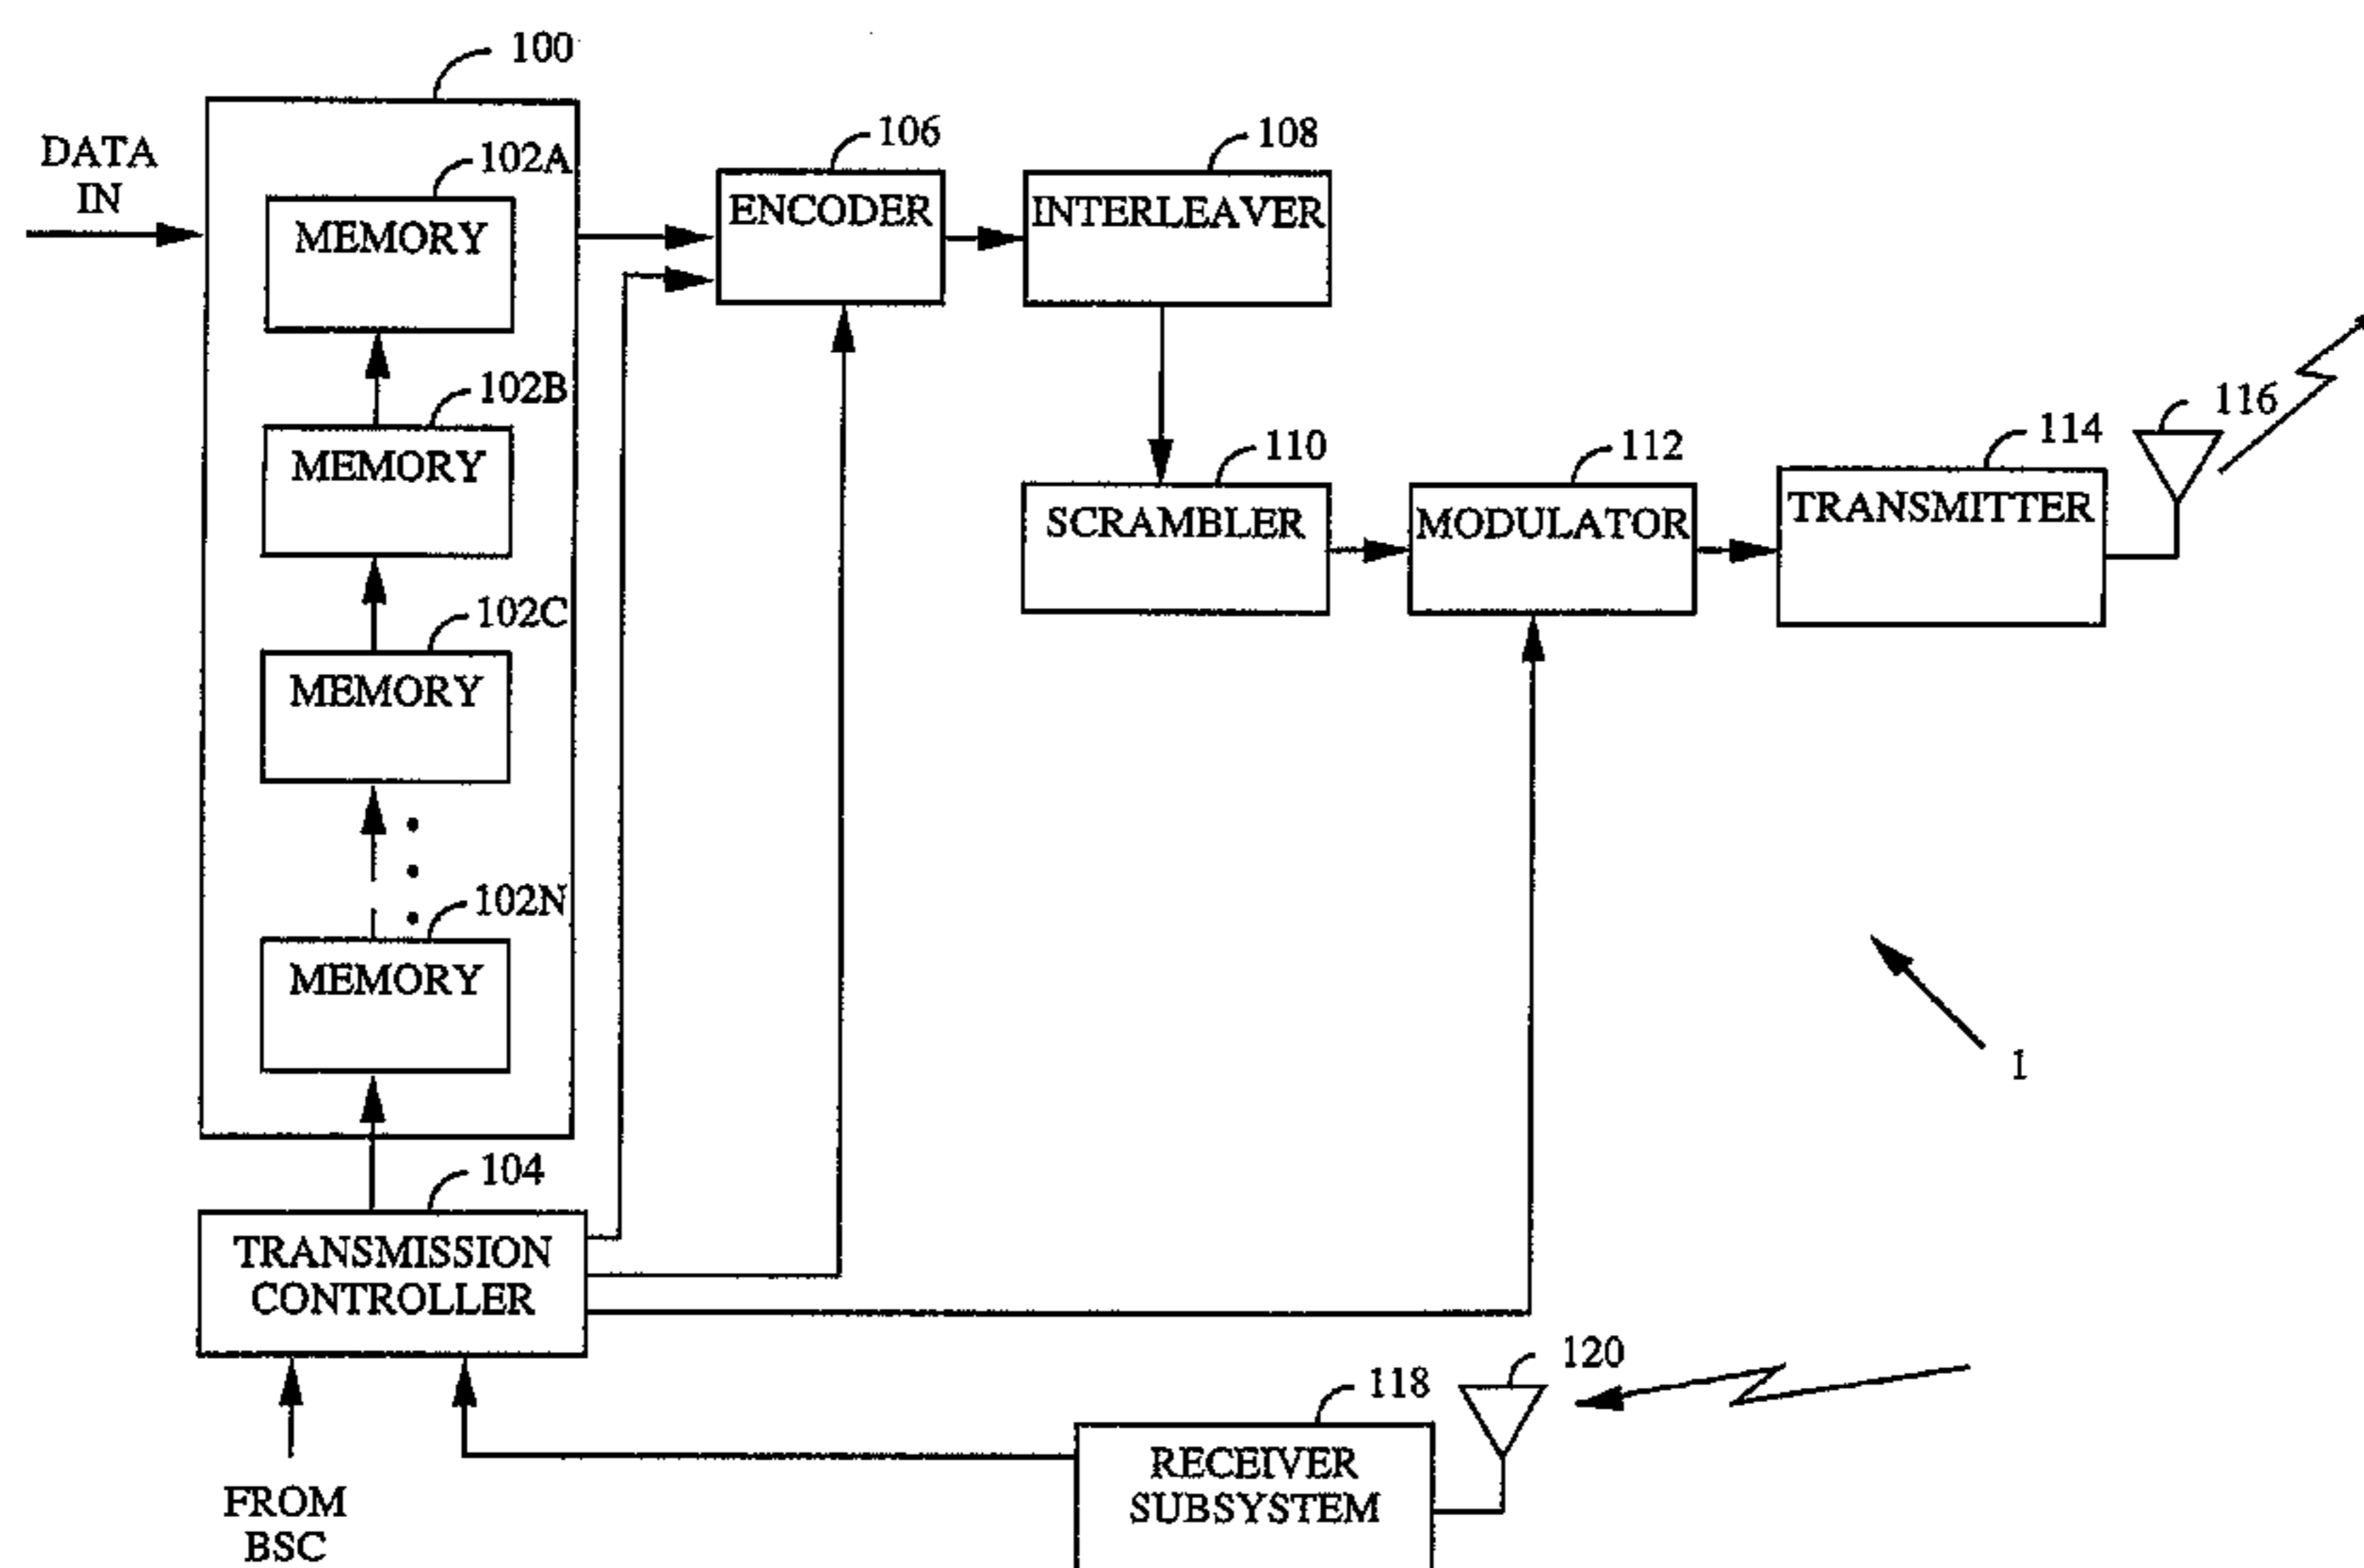 100
DATA
IN
102A
MEMORY
106
ENCODER
108
INTERLEAVER
102B
MEMORY
110
SCRAMBLER
112
MODULATOR
114
TRANSMITTER
116
102C
MEMORY
102N
MEMORY
1
104
TRANSMISSION
CONTROLLER
120
118
RECEIVER
SUBSYSTEM
FROM
BSC